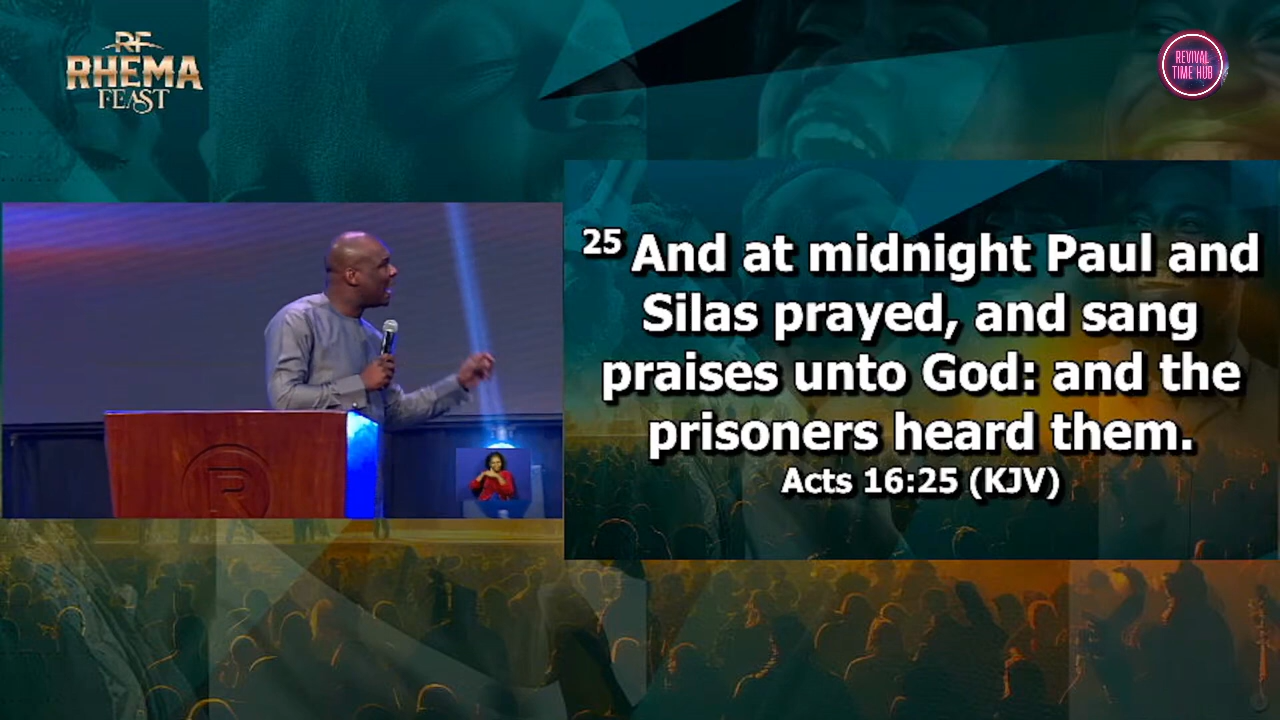 RF
RHEMA
FEAST
REVIVAL
TIME HUB
25 And at midnight Paul and
Silas prayed, and sang
praises unto God: and the
prisoners heard them.
Acts 16:25 (KJV)
R